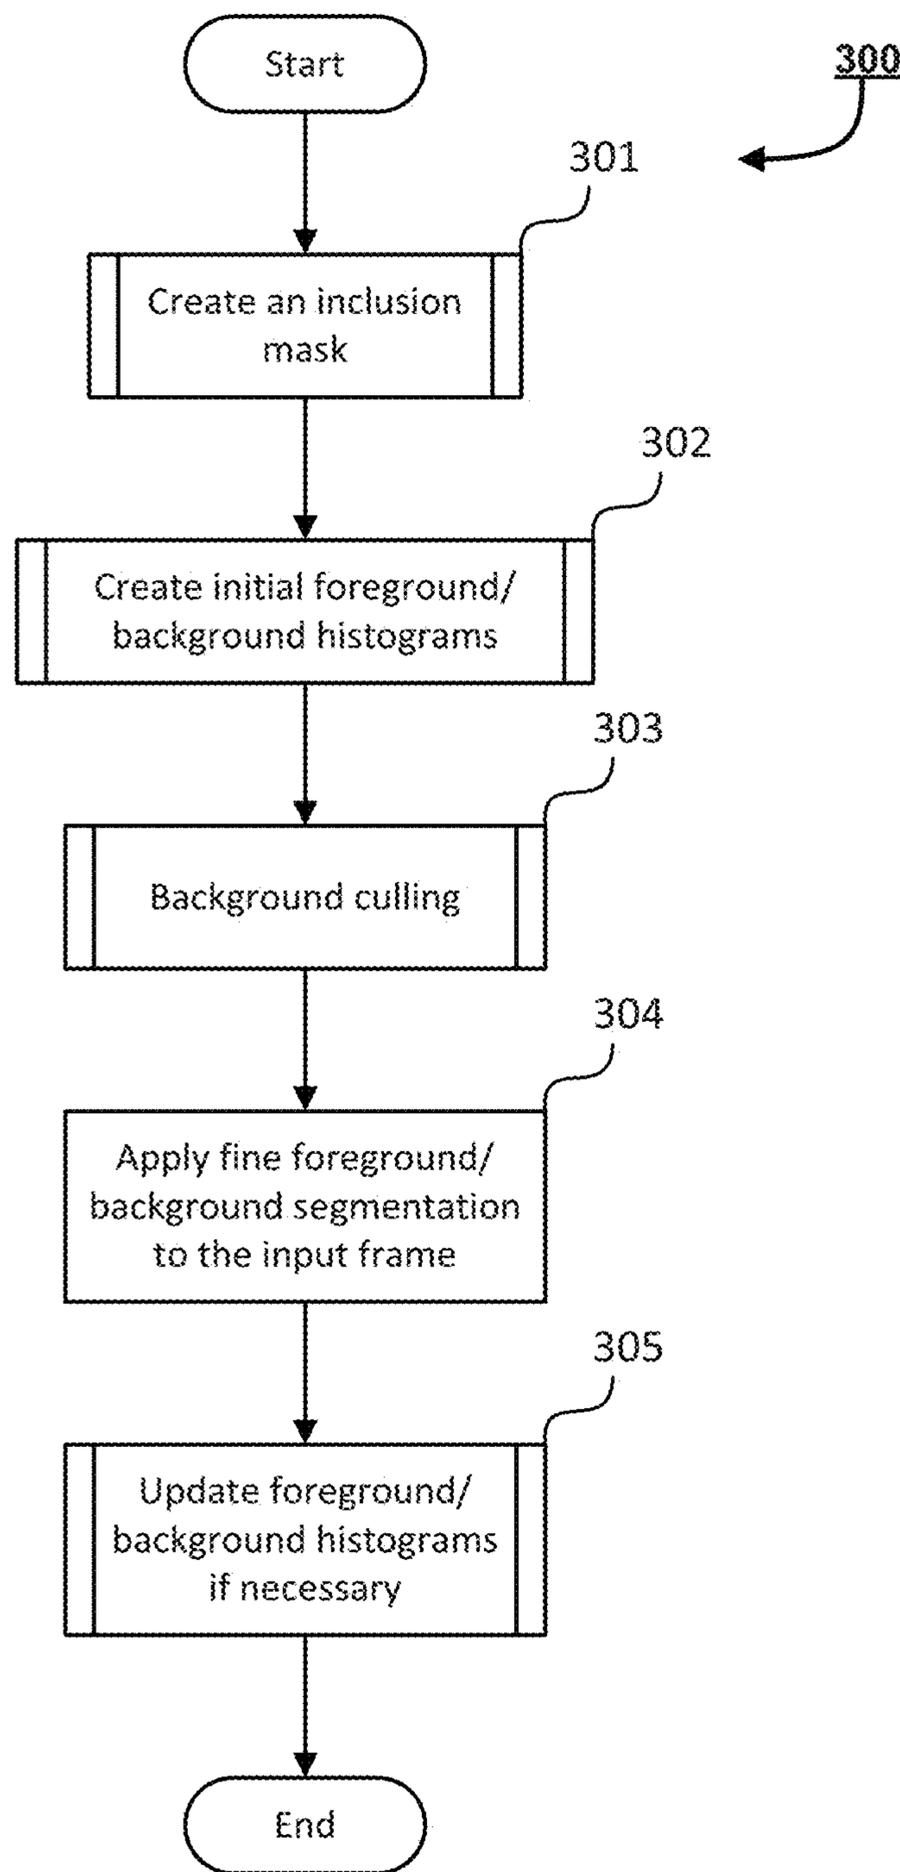 Start
300
301
Create an inclusion
mask
302
Create initial foreground/
background histograms
303
Background culling
304
Apply fine foreground/
background segmentation
to the input frame
305
Update foreground/
background histograms
if necessary
End